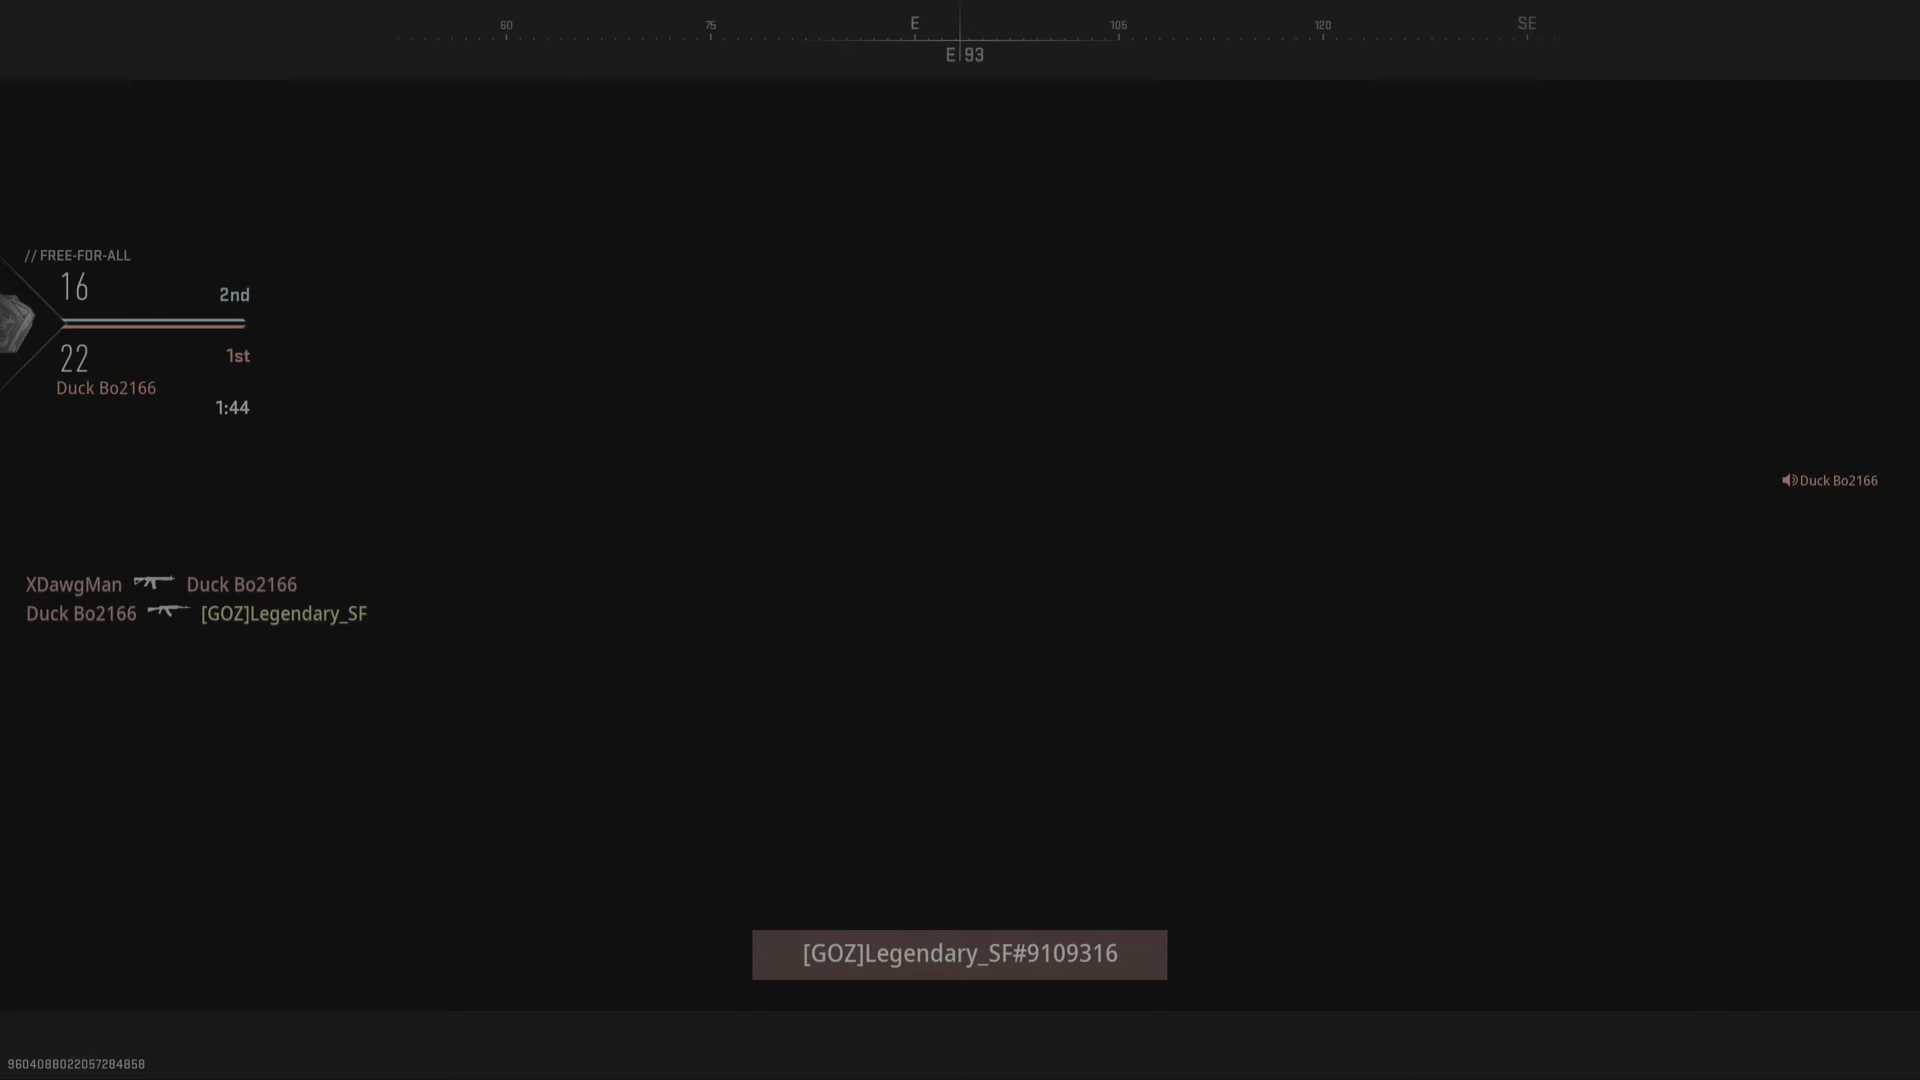 60 75 E 105 120 SE
E 93
// FREE-FOR-ALL
16 2nd
22 1st
Duck Bo2166
1:44
Duck Bo2166
XDawgMan Duck Bo2166
Duck Bo2166 [GOZ]Legendary_SF
[GOZ]Legendary_SF#9109316
9604088022057284858